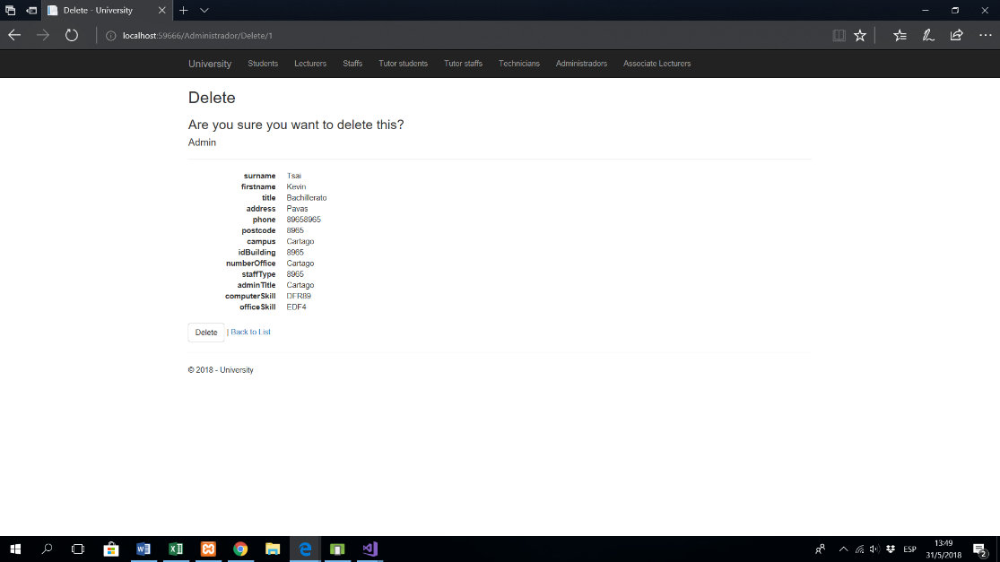 Delete - University
localhost:59666/Administrador/Delete/1
University Students Lecturers Staffs Tutor students Tutor staffs Technicians Administradors Associate Lecturers
Delete
Are you sure you want to delete this?
Admin
surname Tsai
firstname Kevin
title Bachillerato
address Pavas
phone 89658965
postcode 8965
campus Cartago
idBuilding 8965
numberOffice Cartago
staffType 8965
adminTitle Cartago
computerSkill DFR89
officeSkill EDF4
Delete | Back to List
© 2018 - University
ESP
13:49
31/5/2018
2